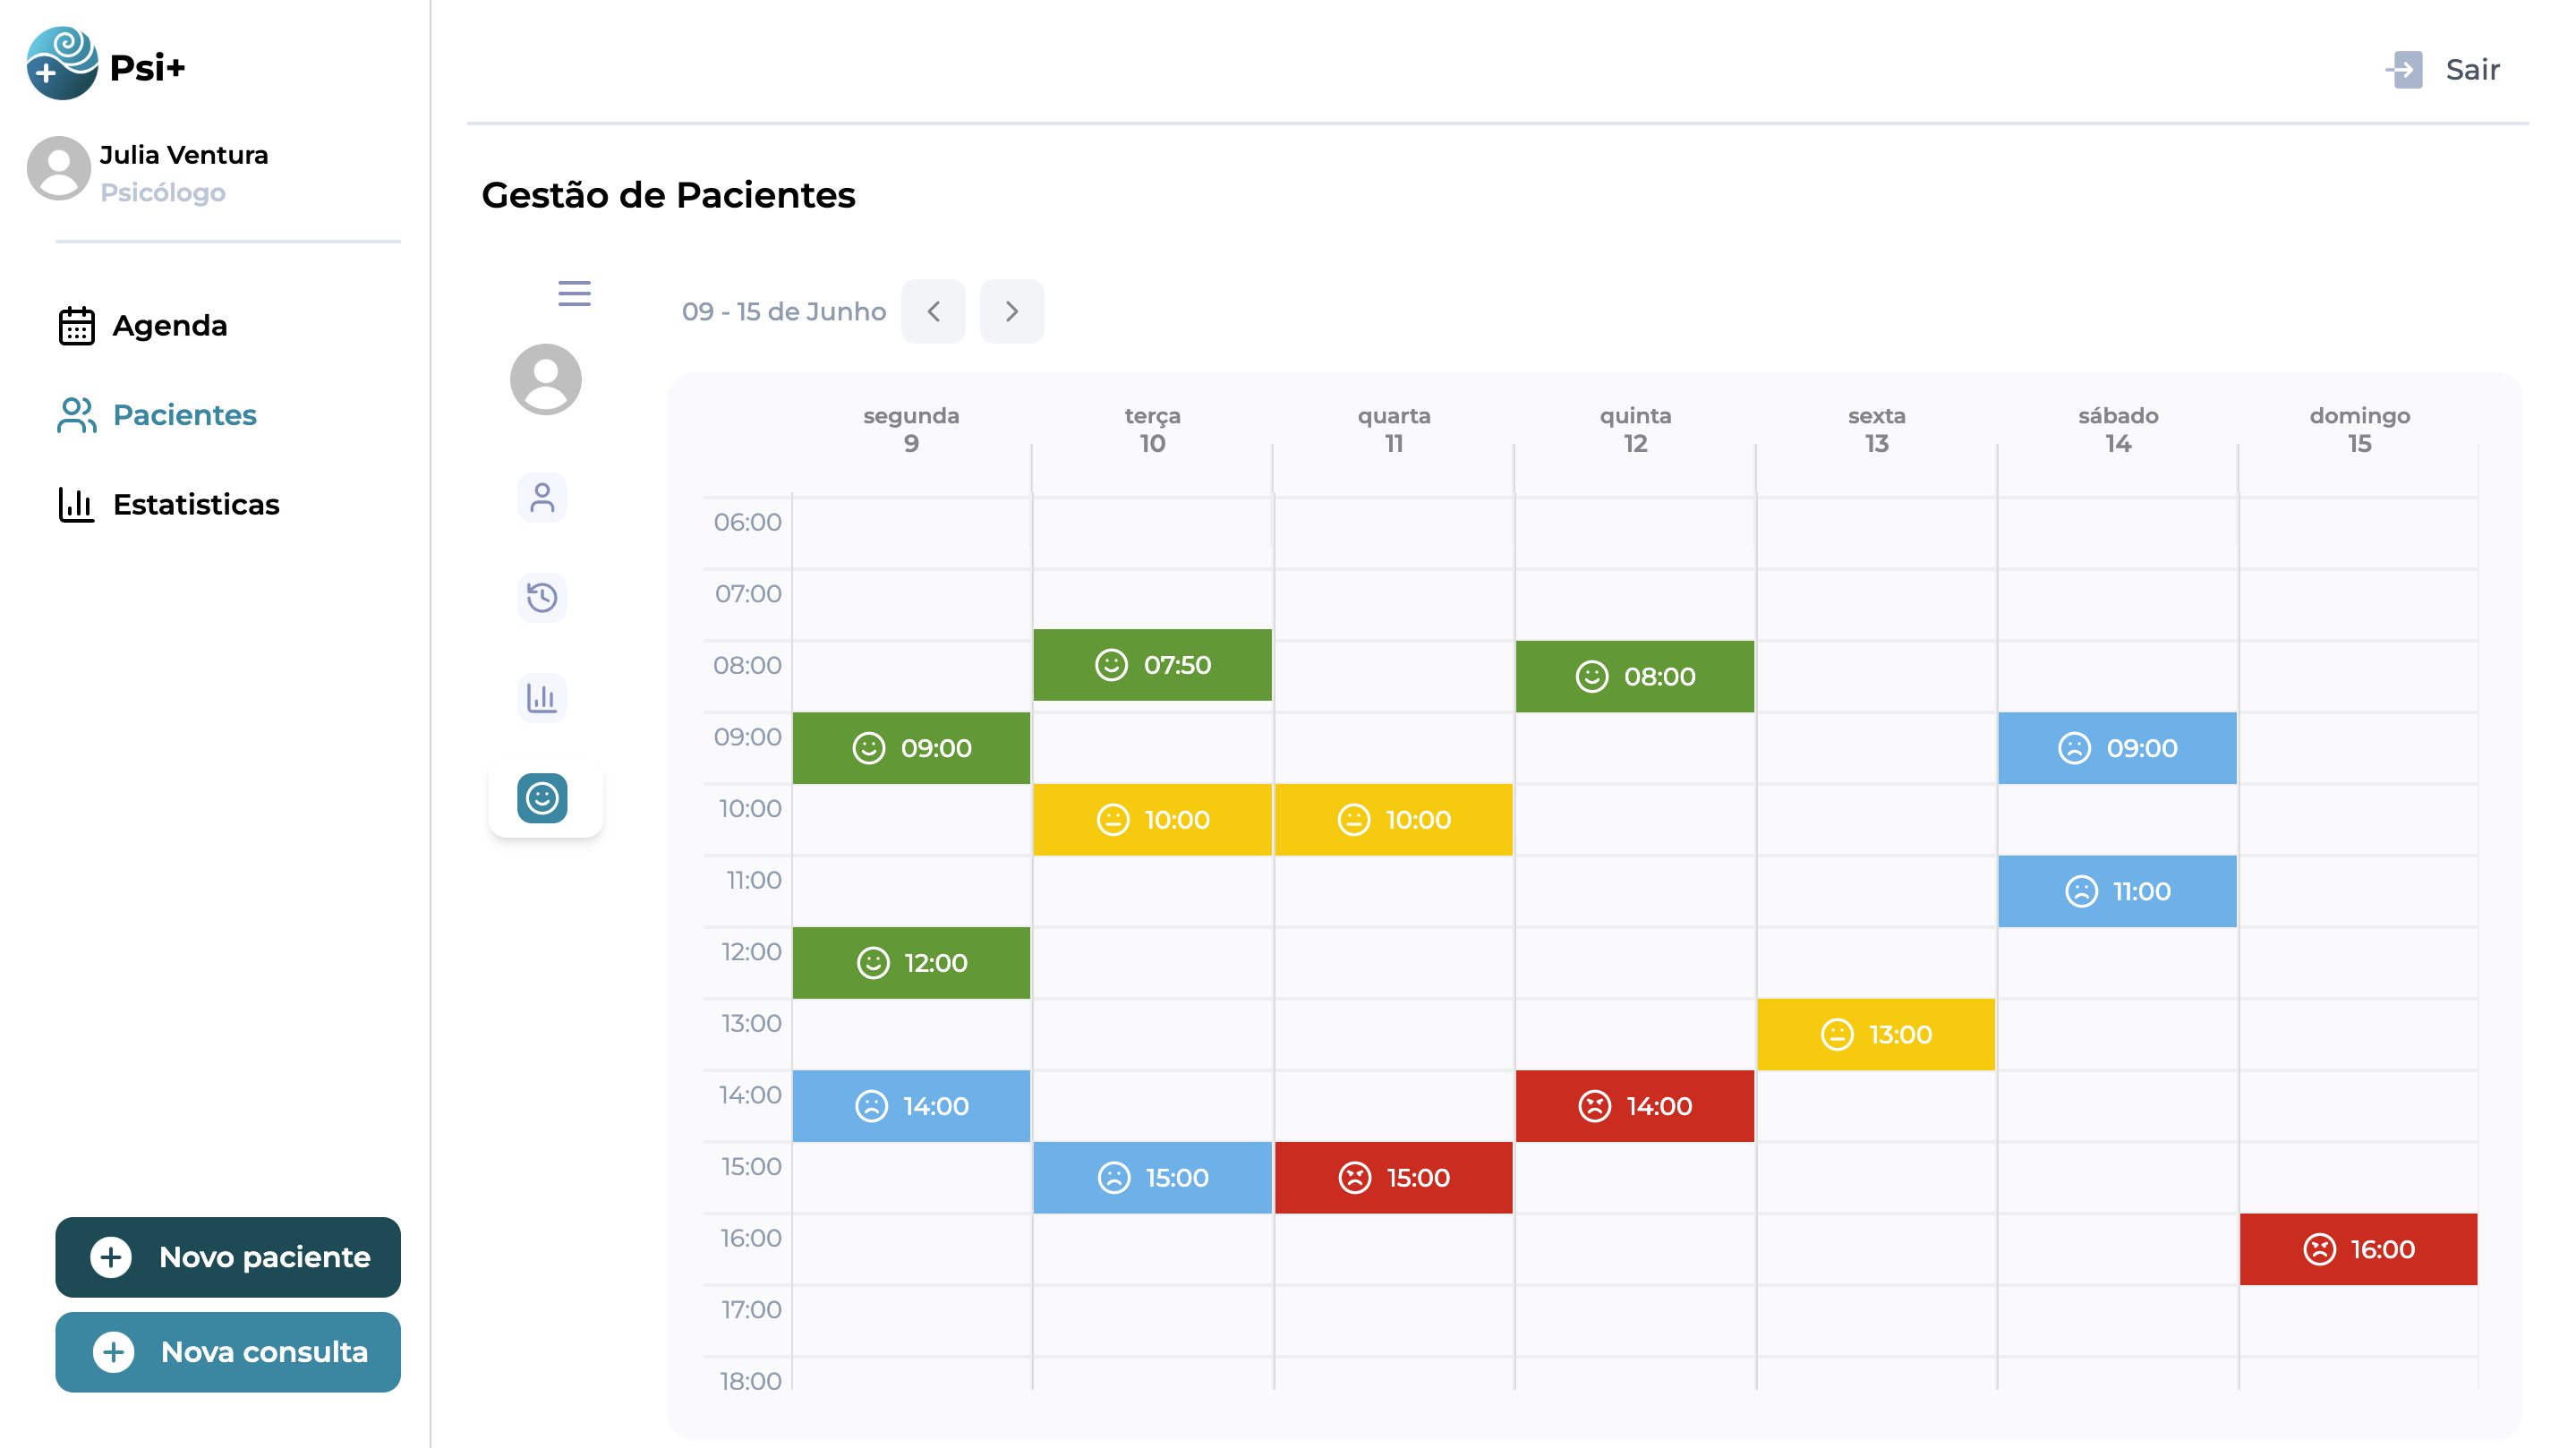 Psi+
Julia Ventura
Psicólogo
Agenda
Pacientes
Estatisticas
Novo paciente
Nova consulta
Sair
Gestão de Pacientes
09 - 15 de Junho
segunda terça quarta quinta sexta sábado domingo
9 10 11 12 13 14 15
06:00
07:00
07:50
08:00 08:00
09:00 09:00 09:00
10:00 10:00 10:00
11:00 11:00
12:00 12:00
13:00 13:00
14:00 14:00 14:00
15:00 15:00 15:00
16:00 16:00
17:00
18:00